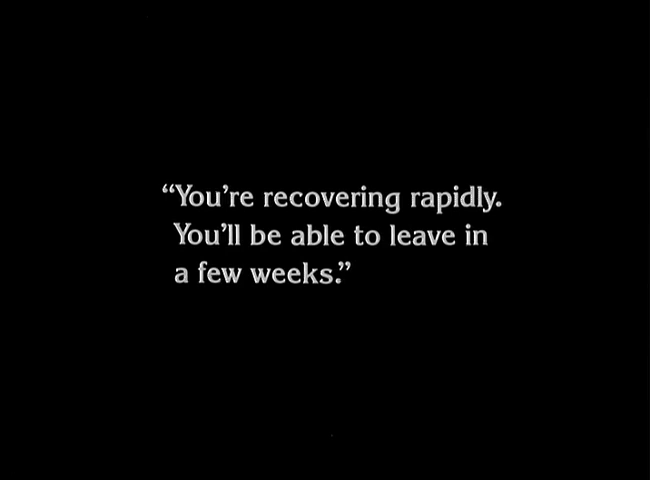 “You’re recovering rapidly.
You’ll be able to leave in
a few weeks.”